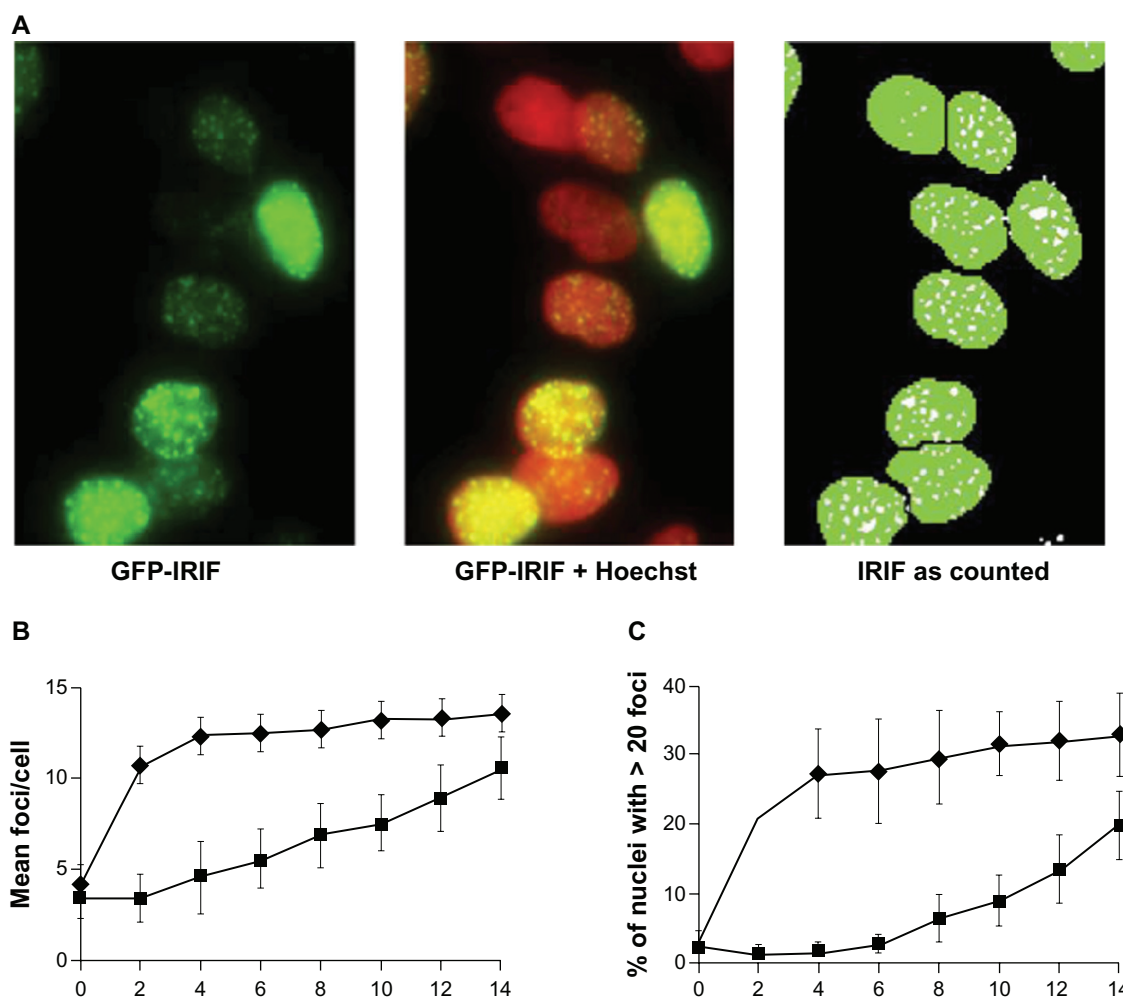 A
GFP-IRIF
GFP-IRIF + Hoechst
IRIF as counted
B
Mean foci/cell
15
10
5
0
0 2 4 6 8 10 12 14
C
% of nuclei with > 20 foci
40
30
20
10
0
0 2 4 6 8 10 12 14